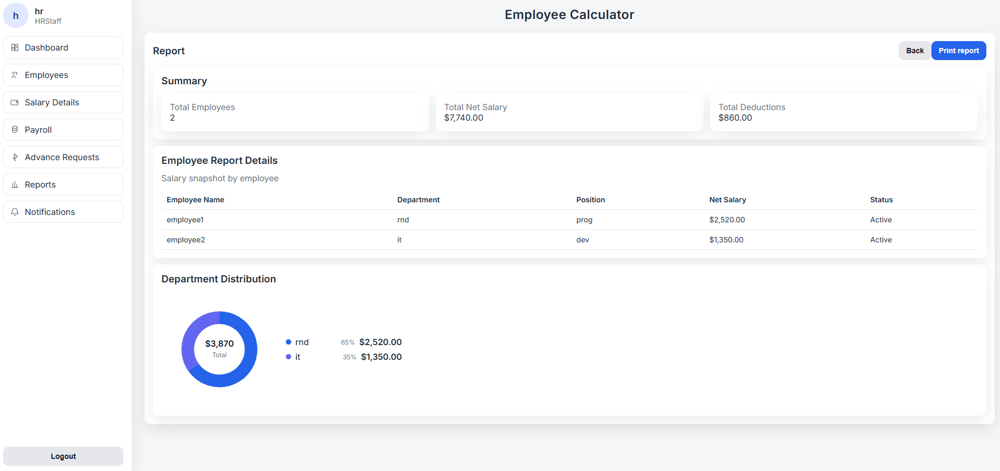 h
hr
HRStaff
Dashboard
Employees
Salary Details
Payroll
Advance Requests
Reports
Notifications
Logout
Employee Calculator
Report
Back
Print report
Summary
Total Employees
2
Total Net Salary
$7,740.00
Total Deductions
$860.00
Employee Report Details
Salary snapshot by employee
Employee Name Department Position Net Salary Status
employee1 rnd prog $2,520.00 Active
employee2 it dev $1,350.00 Active
Department Distribution
$3,870
Total
rnd 65% $2,520.00
it 35% $1,350.00